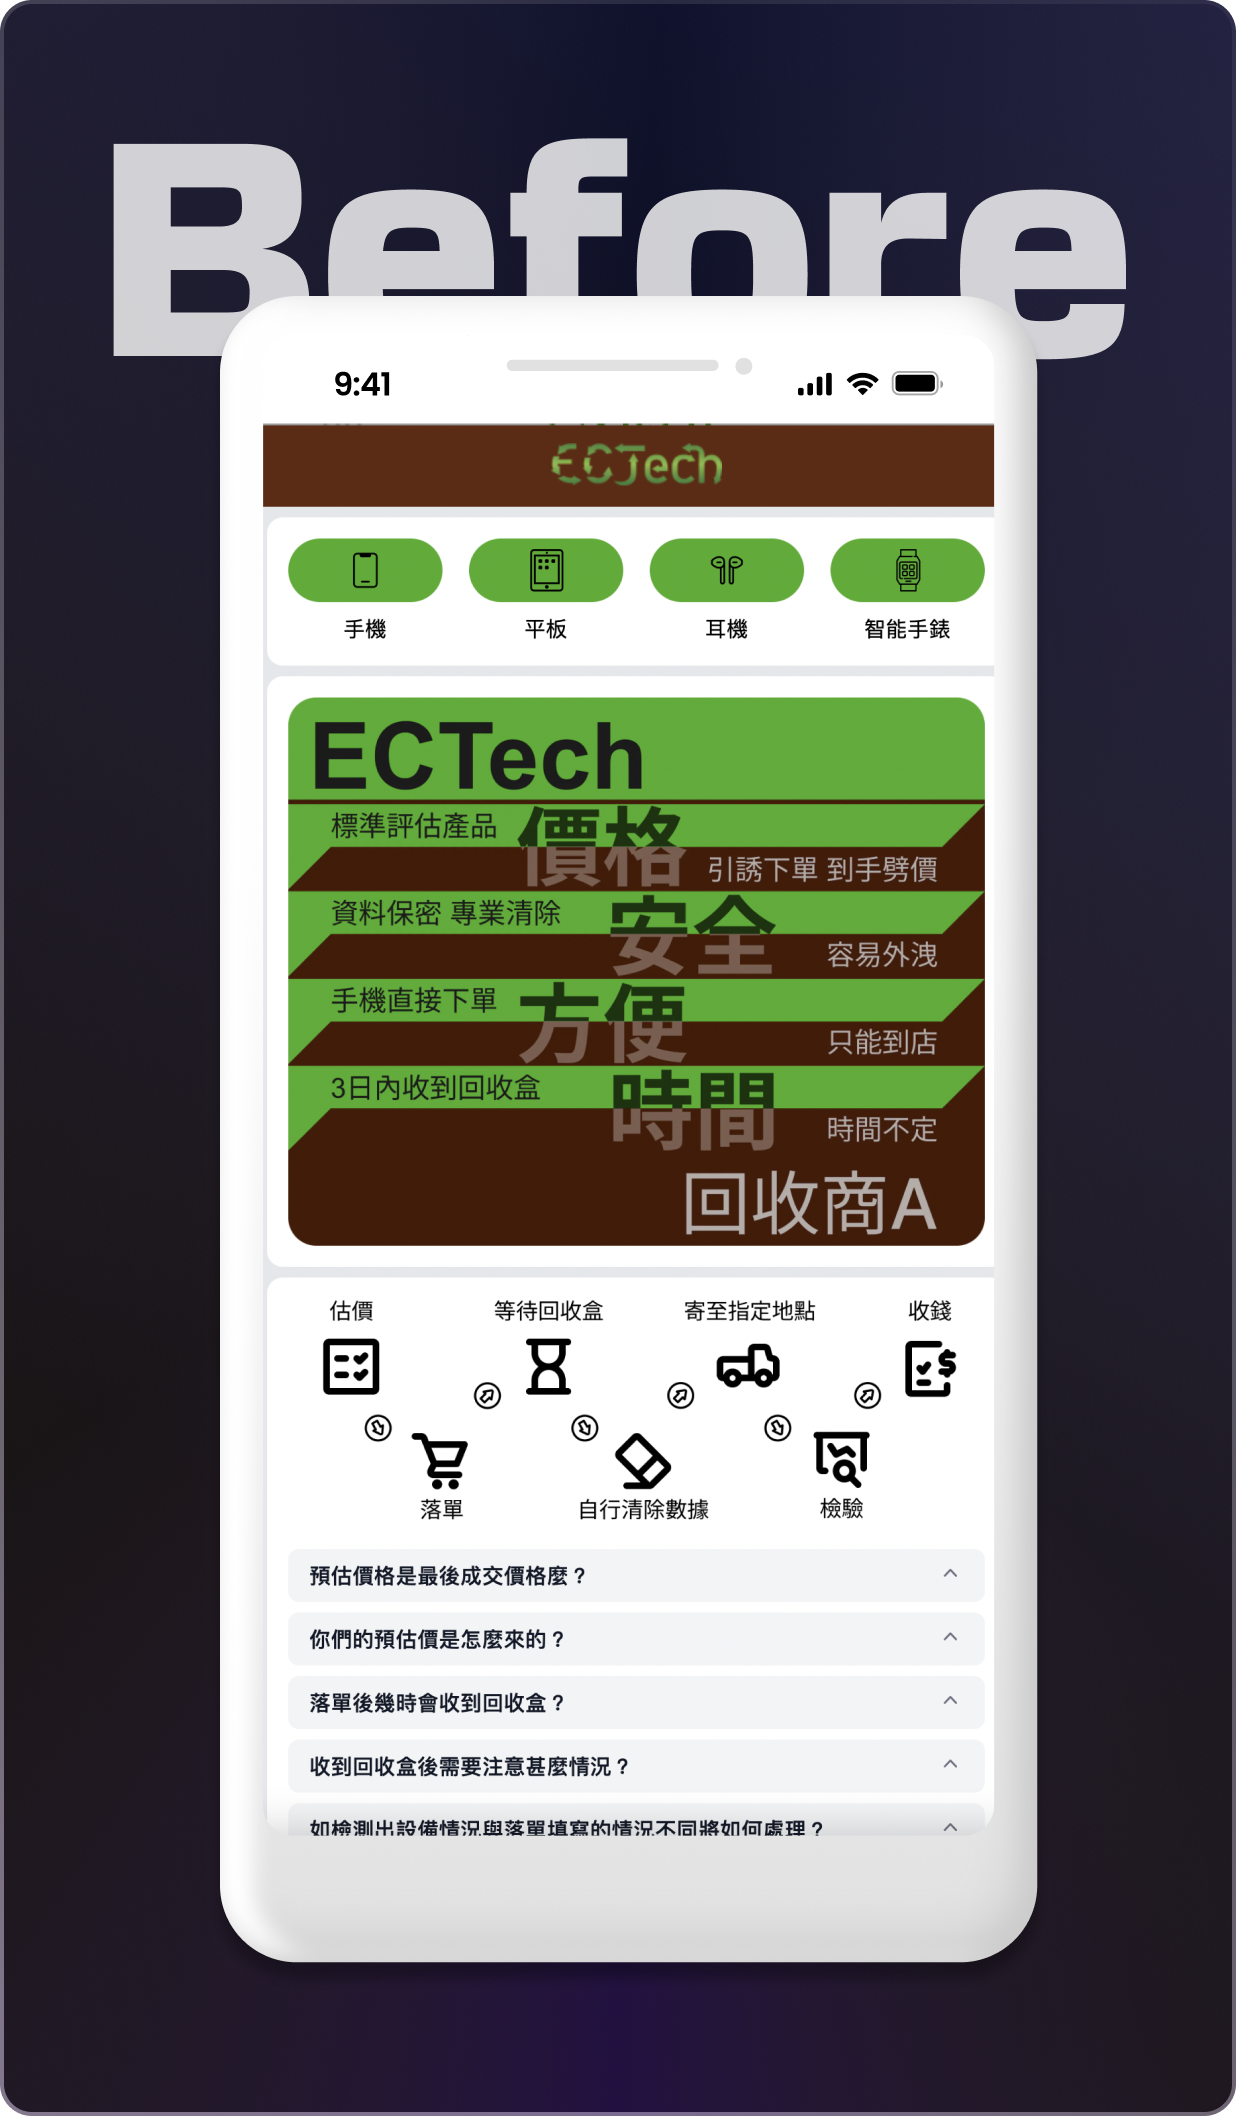 Before
9:41
ECTech
手機
平板
耳機
智能手錶
ECTech
標準評估產品
價格
引誘下單 到手劈價
資料保密 專業清除
安全
容易外洩
手機直接下單
方便
只能到店
3日內收到回收盒
時間
時間不定
回收商A
估價
等待回收盒
寄至指定地點
收錢
落單
自行清除數據
檢驗
預估價格是最後成交價格麼？
你們的預估價是怎麼來的？
落單後幾時會收到回收盒？
收到回收盒後需要注意甚麼情況？
如檢測出設備情況與落單填寫的情況不同將如何處理？